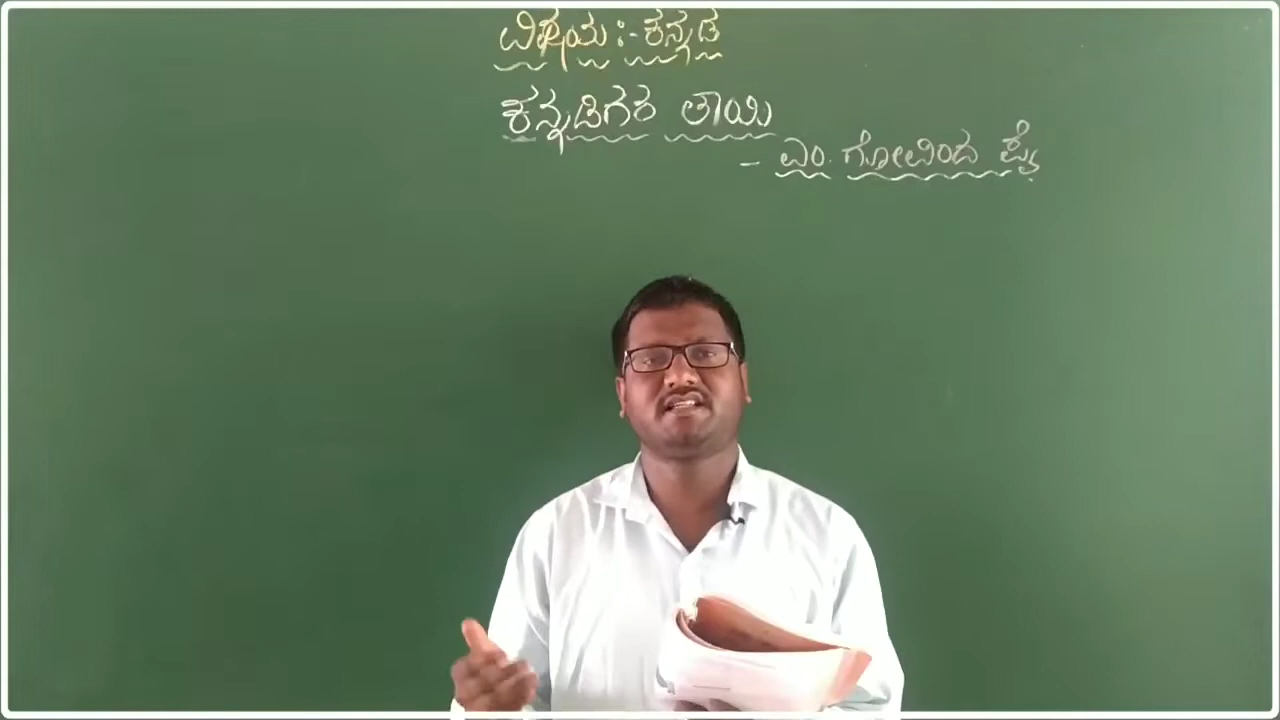 ವಿಷಯ :- ಕನ್ನಡ
ಕನ್ನಡಿಗರ ತಾಯಿ
- ಎಂ. ಗೋವಿಂದ ಪೈ